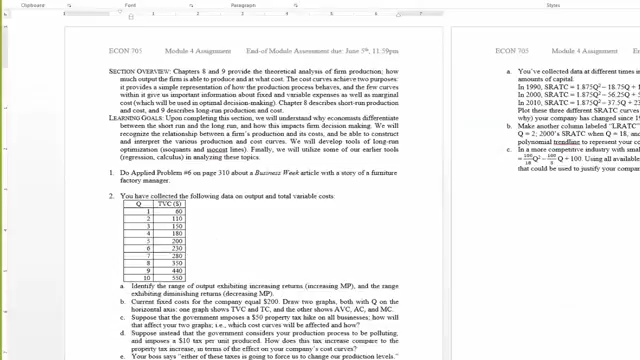 Clipboard
Font
Paragraph
Styles
ECON 705 Module 4 Assignment End-of Module Assessment due: June 5th, 11:59pm
SECTION OVERVIEW: Chapters 8 and 9 provide the theoretical analysis of firm production; how
much output the firm is able to produce and at what cost. The cost curves achieve two purposes:
it provides a simple representation of how the production process behaves, and the few curves
within it give us important information about fixed and variable expenses as well as marginal
cost (which will be used in optimal decision-making). Chapter 8 describes short-run production
and cost, and 9 describes long-run production and cost.
LEARNING GOALS: Upon completing this section, we will understand why economists differentiate
between the short run and the long run, and how this impacts firm decision making. We will
recognize the relationship between a firm's production and its costs, and be able to construct
and interpret the various production and cost curves. We will develop tools of long-run
optimization (isoquants and isocost lines). Finally, we will utilize some of our earlier tools
(regression, calculus) in analyzing these topics.
1. Do Applied Problem #6 on page 310 about a Business Week article with a story of a furniture
factory manager:
2. You have collected the following data on output and total variable costs:
Q TVC ($)
1 60
2 110
3 150
4 180
5 200
6 230
7 280
8 350
9 440
10 550
a. Identify the range of output exhibiting increasing returns (increasing MP), and the range
exhibiting diminishing returns (decreasing MP).
b. Current fixed costs for the company equal $200. Draw two graphs, both with Q on the
horizontal axis: one graph shows TVC and TC, and the other shows AVC, AC, and MC.
c. Suppose that the government imposes a $50 property tax hike on all businesses; how will
that affect your two graphs; i.e., which cost curves will be affected and how?
d. Suppose instead that the government considers your production process to be polluting,
and imposes a $10 tax per unit produced. How does this tax increase compare to the
property tax increase, in terms of the effect on your company's cost curves?
e. Your boss says "either of these taxes is going to force us to change our production levels."
ECON 705 Module 4 A
a. You've collected data at different times
amounts of capital.
In 1990, SRATC = 1.875Q² – 18.75Q + 1
In 2000, SRATC = 1.875Q² – 56.25Q +
In 2010, SRATC = 1.875Q² – 37.5Q + 23
Plot these three different SRATC curves
why) your company has changed since 19
b. Make another column labeled "LRATC"
Q = 2; 2000's SRATC when Q = 18, and
polynomial trendline to represent your co
c. In a more competitive industry with smal
Q + 100. Using all available
that could be used to justify your compan